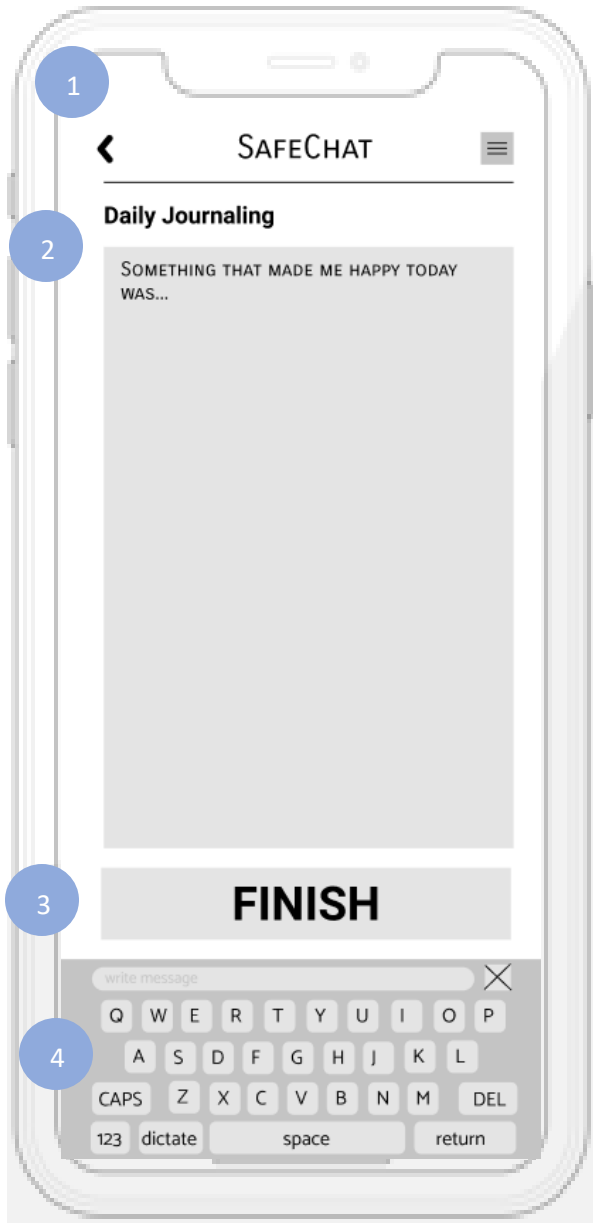 1
SAFECHAT
Daily Journaling
2
SOMETHING THAT MADE ME HAPPY TODAY
WAS...
3
FINISH
write message
Q W E R T Y U I O P
4
A S D F G H J K L
CAPS Z X C V B N M DEL
123 dictate space return